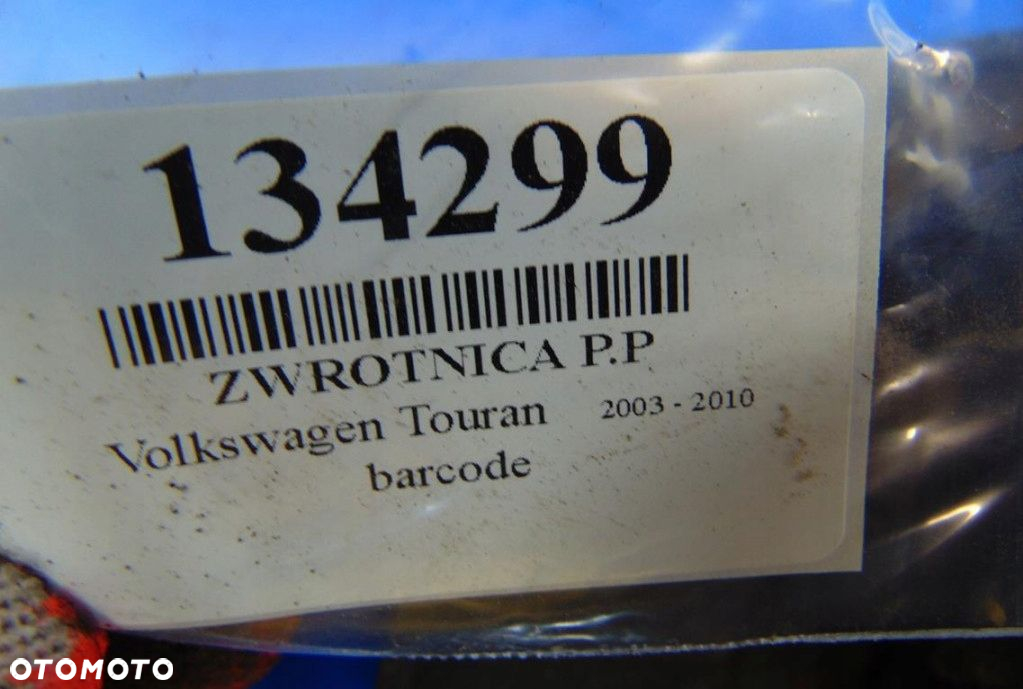 134299
ZWROTNICA P.P
Volkswagen Touran 2003 - 2010
barcode
OTOMOTO